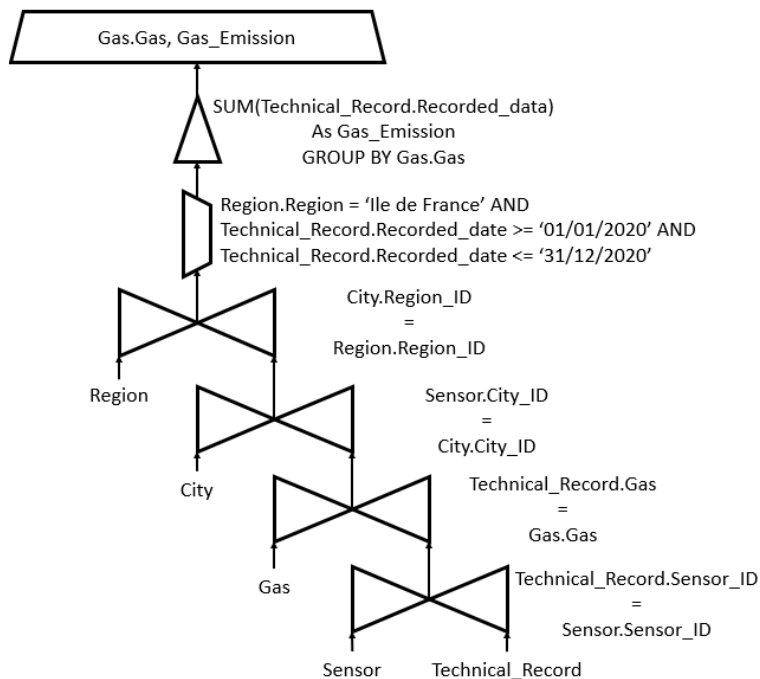 Gas.Gas, Gas_Emission
SUM(Technical_Record.Recorded_data)
As Gas_Emission
GROUP BY Gas.Gas
Region.Region = ‘Ile de France’ AND
Technical_Record.Recorded_date >= ‘01/01/2020’ AND
Technical_Record.Recorded_date <= ‘31/12/2020’
City.Region_ID
=
Region.Region_ID
Region
Sensor.City_ID
=
City.City_ID
City
Technical_Record.Gas
=
Gas.Gas
Gas
Technical_Record.Sensor_ID
=
Sensor.Sensor_ID
Sensor
Technical_Record